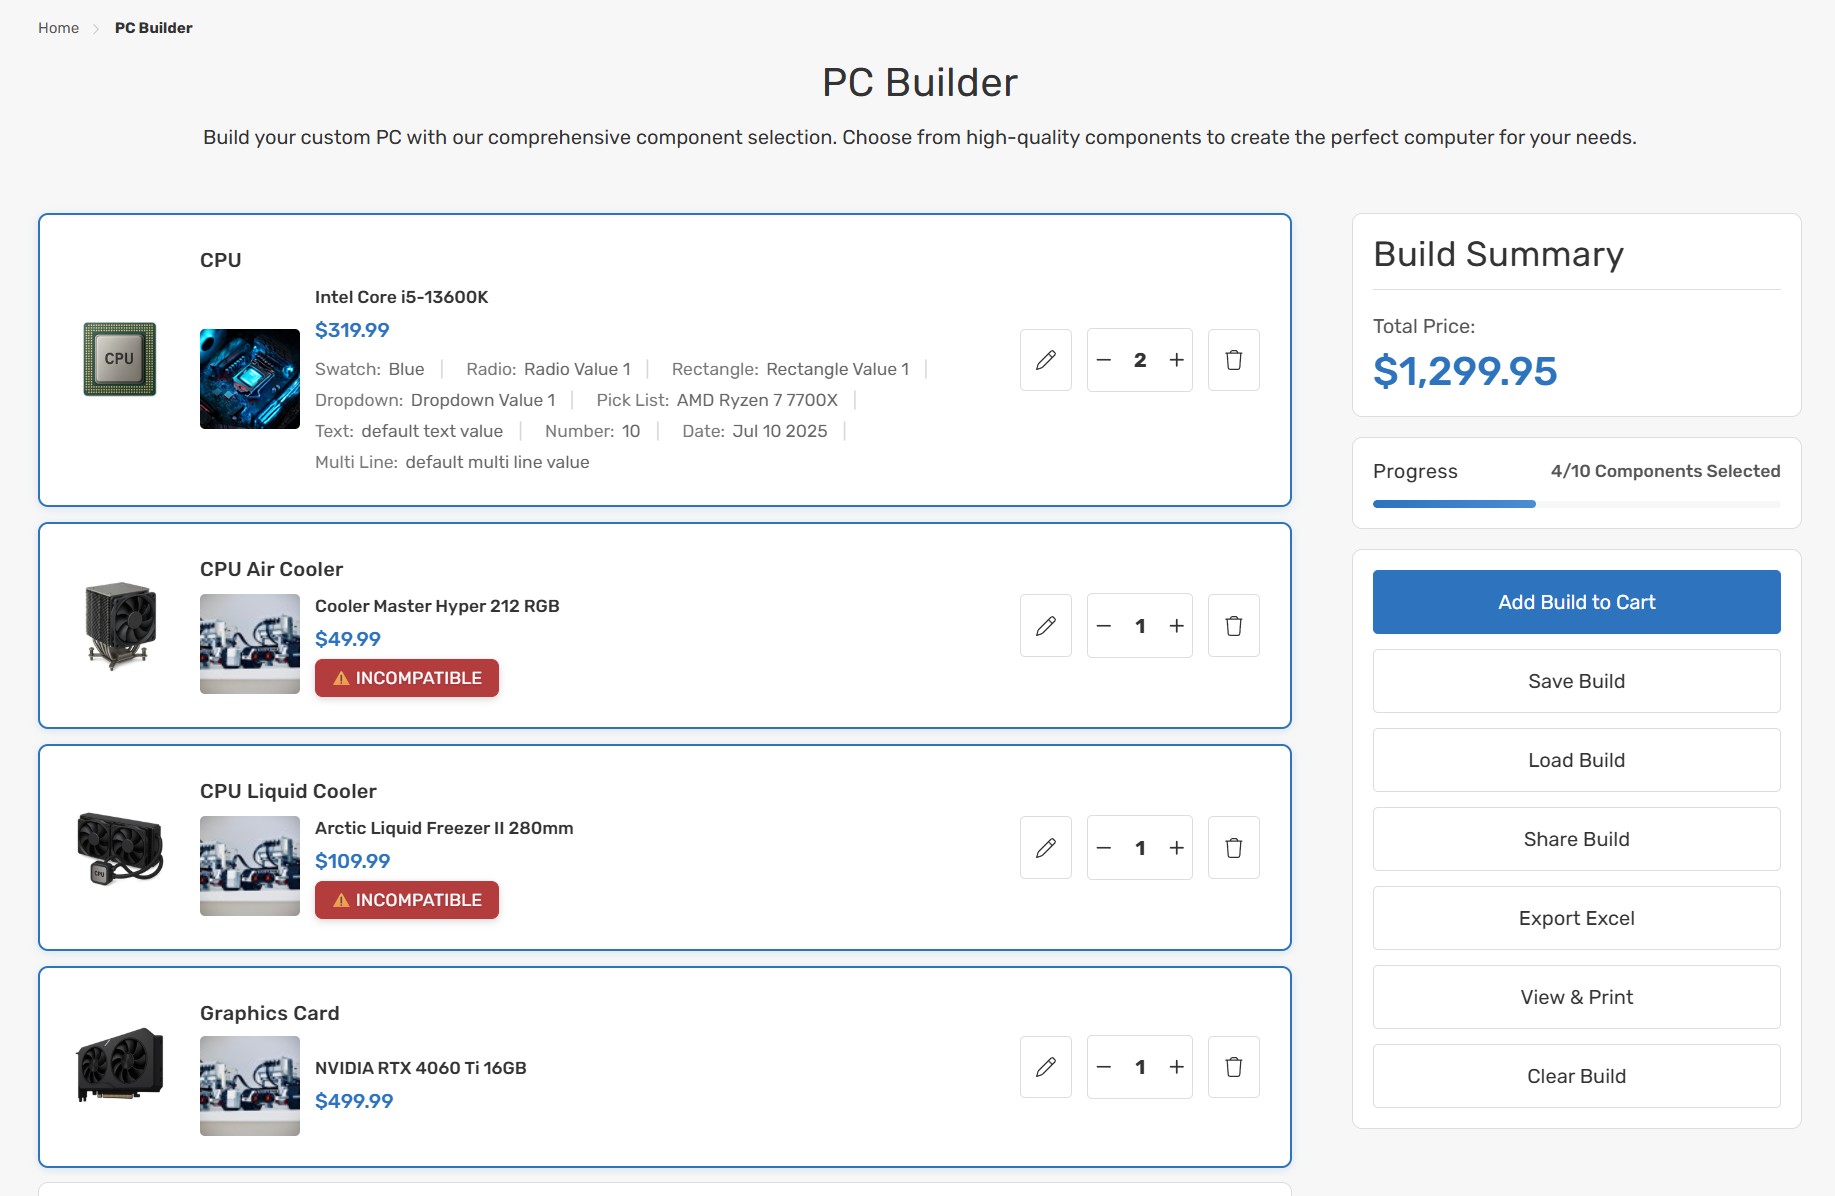 Home
PC Builder
PC Builder
Build your custom PC with our comprehensive component selection. Choose from high-quality components to create the perfect computer for your needs.
CPU
CPU
Intel Core i5-13600K
$319.99
Swatch: Blue
Radio: Radio Value 1
Rectangle: Rectangle Value 1
Dropdown: Dropdown Value 1
Pick List: AMD Ryzen 7 7700X
Text: default text value
Number: 10
Date: Jul 10 2025
Multi Line: default multi line value
2
CPU Air Cooler
Cooler Master Hyper 212 RGB
$49.99
INCOMPATIBLE
1
CPU Liquid Cooler
CPU
Arctic Liquid Freezer II 280mm
$109.99
INCOMPATIBLE
1
Graphics Card
NVIDIA RTX 4060 Ti 16GB
$499.99
1
Build Summary
Total Price:
$1,299.95
Progress
4/10 Components Selected
Add Build to Cart
Save Build
Load Build
Share Build
Export Excel
View & Print
Clear Build